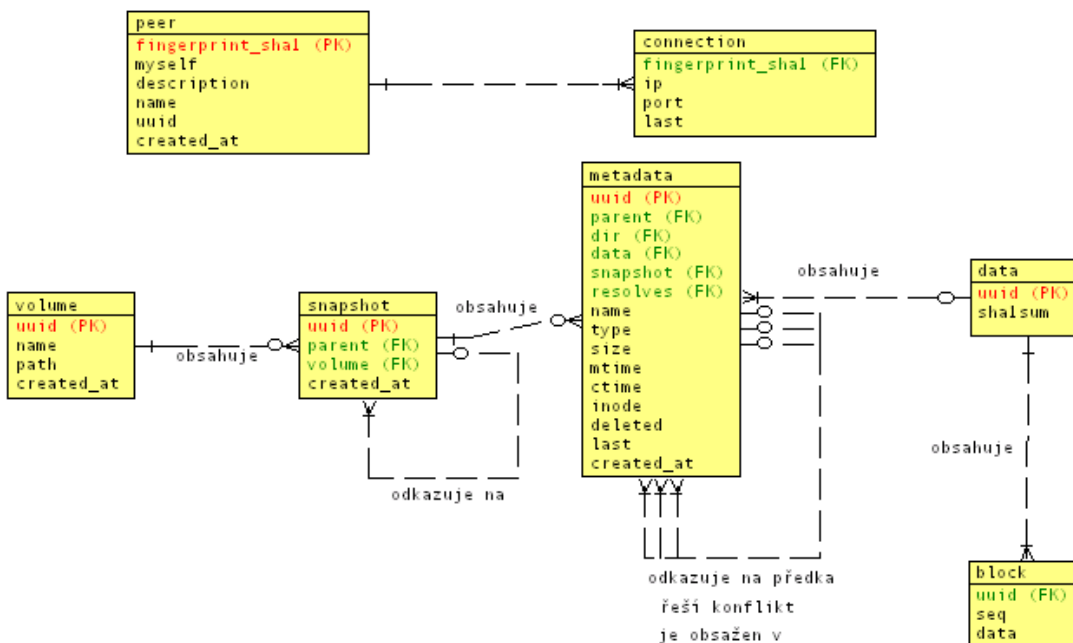 peer
fingerprint_sha1 (PK)
myself
description
name
uuid
created_at
connection
fingerprint_sha1 (FK)
ip
port
last
metadata
uuid (PK)
parent (FK)
dir (FK)
data (FK)
snapshot (FK)
resolves (FK)
name
type
size
mtime
ctime
inode
deleted
last
created_at
volume
uuid (PK)
name
path
created_at
obsahuje
snapshot
uuid (PK)
parent (FK)
volume (FK)
created_at
obsahuje
odkazuje na
obsahuje
data
uuid (PK)
sha1sum
obsahuje
odkazuje na předka
řeší konflikt
je obsažen v
block
uuid (FK)
seq
data